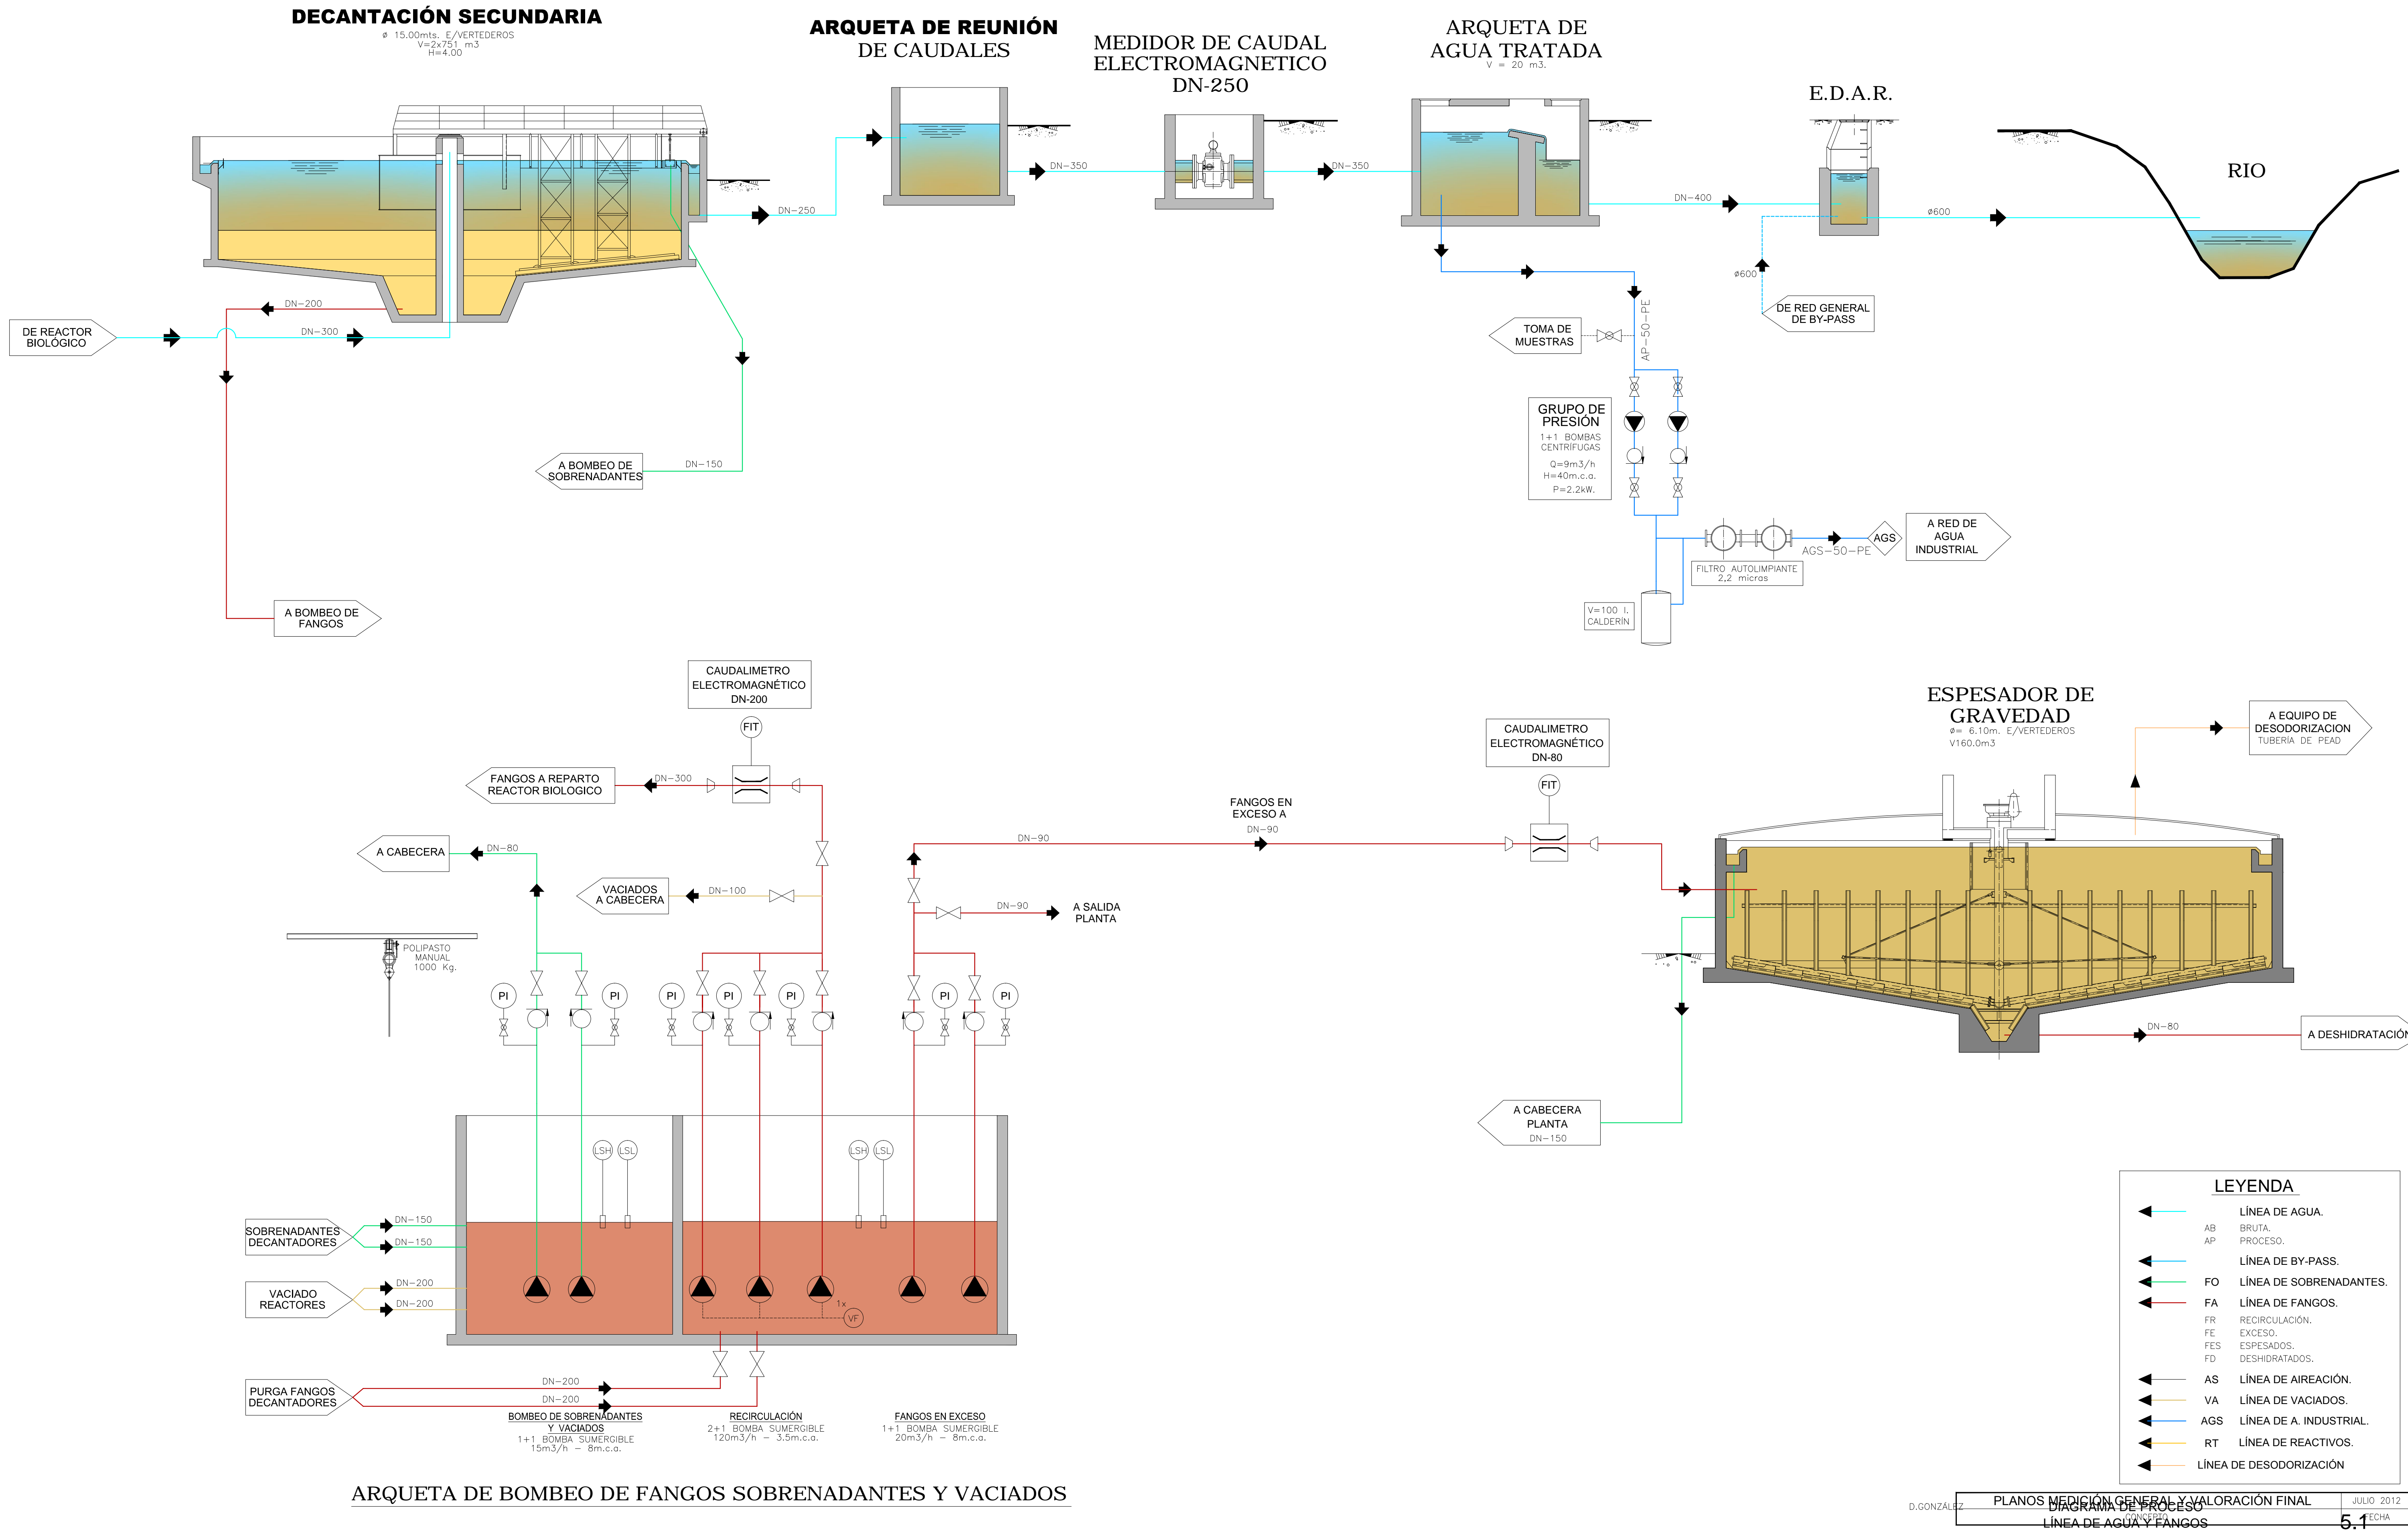 DECANTACIÓN SECUNDARIA
ø 15.00mts. E/VERTEDEROS
V=2x751 m3
H=4.00
ARQUETA DE REUNIÓN
DE CAUDALES
MEDIDOR DE CAUDAL
ELECTROMAGNETICO
DN-250
ARQUETA DE
AGUA TRATADA
V = 20 m3.
E.D.A.R.
RIO
DN-250
DN-350
DN-350
DN-400
ø600
ø600
DE RED GENERAL
DE BY-PASS
DE REACTOR
BIOLÓGICO
DN-200
DN-300
A BOMBEO DE
SOBRENADANTES
DN-150
A BOMBEO DE
FANGOS
TOMA DE
MUESTRAS
AP-50-PE
GRUPO DE
PRESIÓN
1+1 BOMBAS
CENTRÍFUGAS
Q=9m3/h
H=40m.c.a.
P=2.2kW.
AGS-50-PE
AGS
A RED DE
AGUA
INDUSTRIAL
FILTRO AUTOLIMPIANTE
2,2 micras
V=100 l.
CALDERÍN
CAUDALIMETRO
ELECTROMAGNÉTICO
DN-200
FIT
FANGOS A REPARTO
REACTOR BIOLOGICO
DN-300
A CABECERA
DN-80
VACIADOS
A CABECERA
DN-100
POLIPASTO
MANUAL
1000 Kg.
DN-90
A SALIDA
PLANTA
DN-90
FANGOS EN
EXCESO A
DN-90
CAUDALIMETRO
ELECTROMAGNÉTICO
DN-80
FIT
ESPESADOR DE
GRAVEDAD
ø= 6.10m. E/VERTEDEROS
V160.0m3
A EQUIPO DE
DESODORIZACION
TUBERÍA DE PEAD
DN-80
A DESHIDRATACIÓN
A CABECERA
PLANTA
DN-150
PI
PI
PI
PI
PI
PI
PI
LSH
LSL
LSH
LSL
1x
VF
SOBRENADANTES
DECANTADORES
DN-150
DN-150
VACIADO
REACTORES
DN-200
DN-200
PURGA FANGOS
DECANTADORES
DN-200
DN-200
BOMBEO DE SOBRENADANTES
Y VACIADOS
1+1 BOMBA SUMERGIBLE
15m3/h - 8m.c.a.
RECIRCULACIÓN
2+1 BOMBA SUMERGIBLE
120m3/h - 3.5m.c.a.
FANGOS EN EXCESO
1+1 BOMBA SUMERGIBLE
20m3/h - 8m.c.a.
ARQUETA DE BOMBEO DE FANGOS SOBRENADANTES Y VACIADOS
LEYENDA
LÍNEA DE AGUA.
AB BRUTA.
AP PROCESO.
LÍNEA DE BY-PASS.
FO LÍNEA DE SOBRENADANTES.
FA LÍNEA DE FANGOS.
FR RECIRCULACIÓN.
FE EXCESO.
FES ESPESADOS.
FD DESHIDRATADOS.
AS LÍNEA DE AIREACIÓN.
VA LÍNEA DE VACIADOS.
AGS LÍNEA DE A. INDUSTRIAL.
RT LÍNEA DE REACTIVOS.
LÍNEA DE DESODORIZACIÓN
D.GONZÁLEZ
PLANOS MEDICIÓN GENERAL Y VALORACIÓN FINAL
JULIO 2012
DIAGRAMA DE PROCESO
CONCEPTO
LÍNEA DE AGUA Y FANGOS
5.1
FECHA